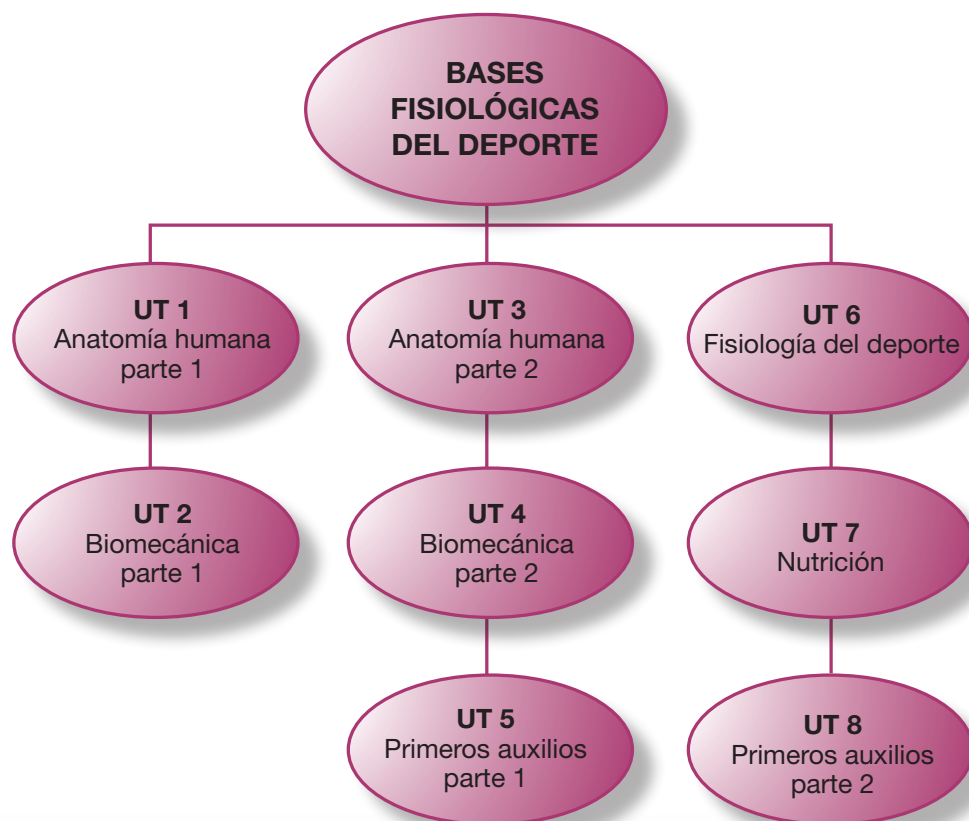 BASES
FISIOLÓGICAS
DEL DEPORTE
UT 1
Anatomía humana
parte 1
UT 3
Anatomía humana
parte 2
UT 6
Fisiología del deporte
UT 2
Biomecánica
parte 1
UT 4
Biomecánica
parte 2
UT 7
Nutrición
UT 5
Primeros auxilios
parte 1
UT 8
Primeros auxilios
parte 2